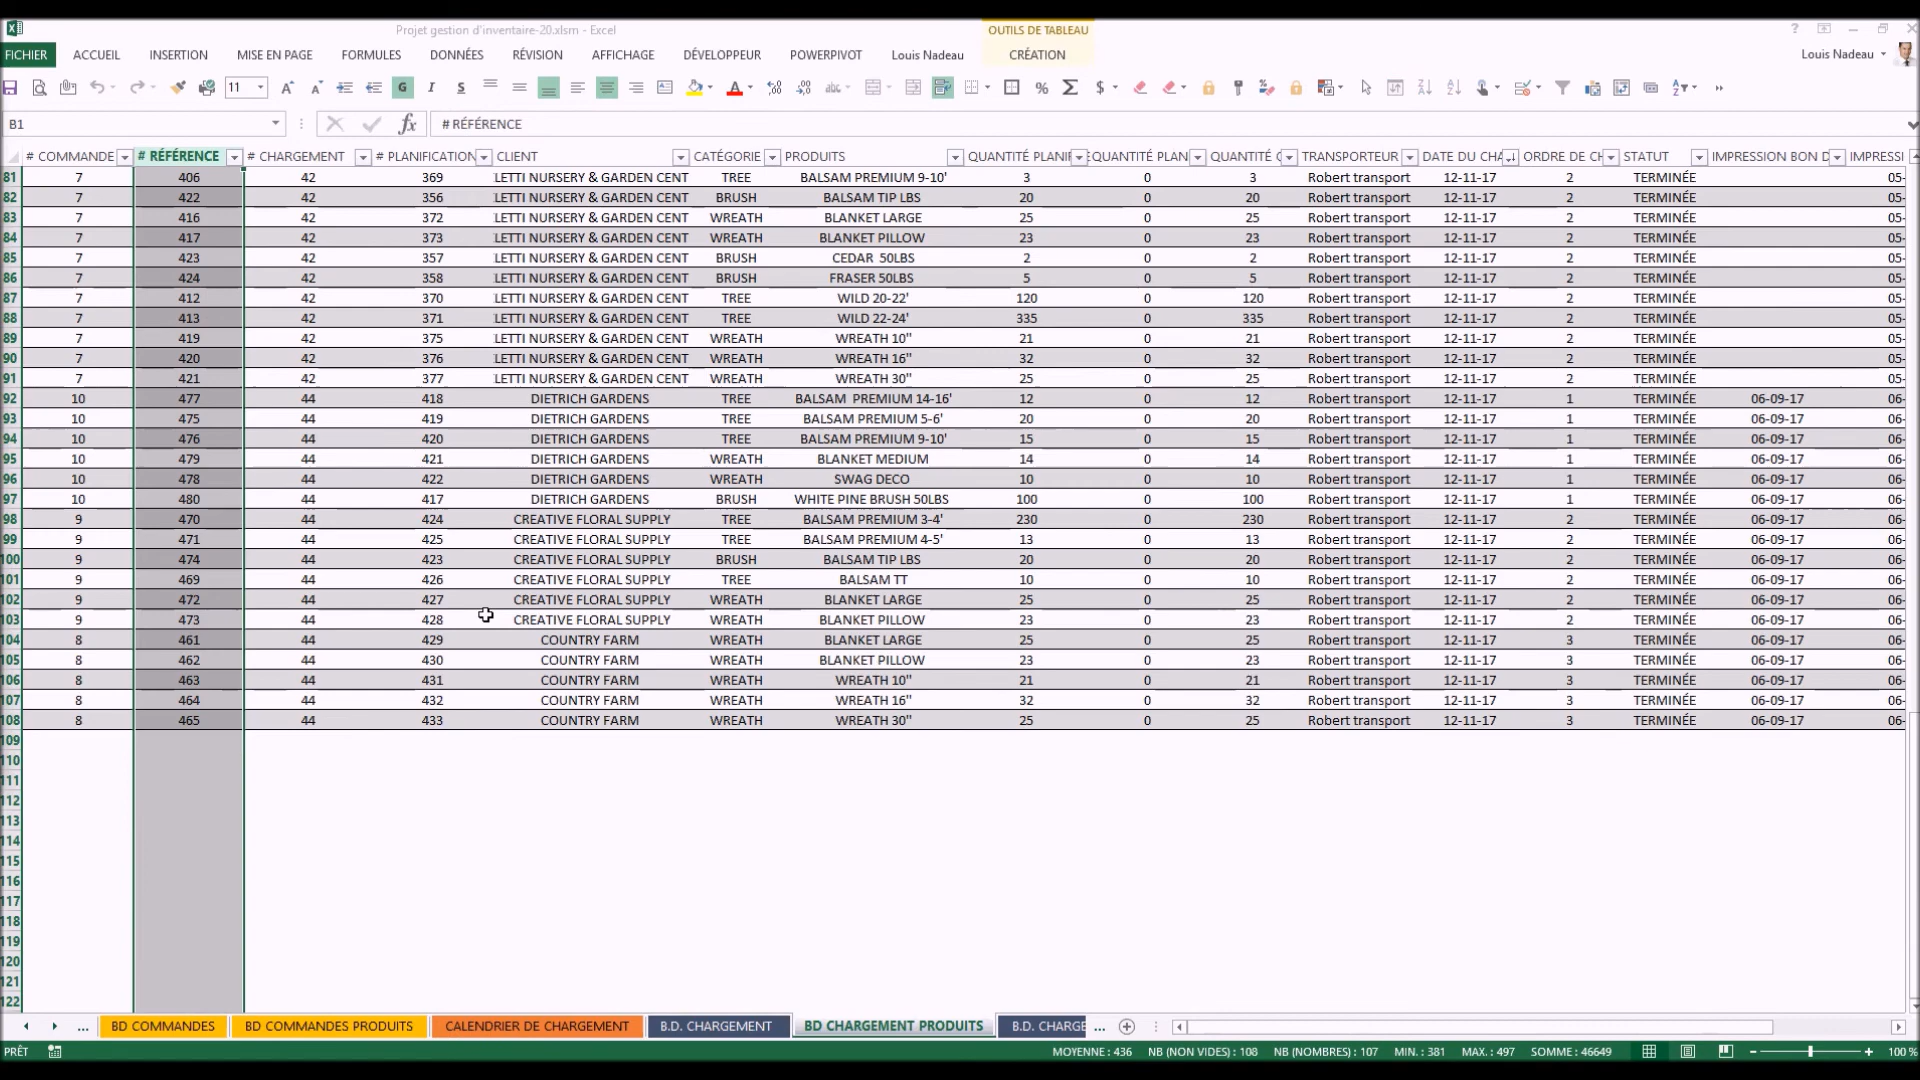 Projet gestion d'inventaire-20.xlsm - Excel
OUTILS DE TABLEAU
FICHIER ACCUEIL INSERTION MISE EN PAGE FORMULES DONNÉES RÉVISION AFFICHAGE DÉVELOPPEUR POWERPIVOT Louis Nadeau CRÉATION Louis Nadeau
11 G I S A % Σ $
B1 fx # RÉFÉRENCE
# COMMANDE # RÉFÉRENCE # CHARGEMENT # PLANIFICATION CLIENT CATÉGORIE PRODUITS QUANTITÉ PLANIF QUANTITÉ PLAN QUANTITÉ C TRANSPORTEUR DATE DU CHA ORDRE DE CH STATUT IMPRESSION BON D IMPRESSI
81 7 406 42 369 LETTI NURSERY & GARDEN CENT TREE BALSAM PREMIUM 9-10' 3 0 3 Robert transport 12-11-17 2 TERMINÉE 05-
82 7 422 42 356 LETTI NURSERY & GARDEN CENT BRUSH BALSAM TIP LBS 20 0 20 Robert transport 12-11-17 2 TERMINÉE 05-
83 7 416 42 372 LETTI NURSERY & GARDEN CENT WREATH BLANKET LARGE 25 0 25 Robert transport 12-11-17 2 TERMINÉE 05-
84 7 417 42 373 LETTI NURSERY & GARDEN CENT WREATH BLANKET PILLOW 23 0 23 Robert transport 12-11-17 2 TERMINÉE 05-
85 7 423 42 357 LETTI NURSERY & GARDEN CENT BRUSH CEDAR 50LBS 2 0 2 Robert transport 12-11-17 2 TERMINÉE 05-
86 7 424 42 358 LETTI NURSERY & GARDEN CENT BRUSH FRASER 50LBS 5 0 5 Robert transport 12-11-17 2 TERMINÉE 05-
87 7 412 42 370 LETTI NURSERY & GARDEN CENT TREE WILD 20-22' 120 0 120 Robert transport 12-11-17 2 TERMINÉE 05-
88 7 413 42 371 LETTI NURSERY & GARDEN CENT TREE WILD 22-24' 335 0 335 Robert transport 12-11-17 2 TERMINÉE 05-
89 7 419 42 375 LETTI NURSERY & GARDEN CENT WREATH WREATH 10" 21 0 21 Robert transport 12-11-17 2 TERMINÉE 05-
90 7 420 42 376 LETTI NURSERY & GARDEN CENT WREATH WREATH 16" 32 0 32 Robert transport 12-11-17 2 TERMINÉE 05-
91 7 421 42 377 LETTI NURSERY & GARDEN CENT WREATH WREATH 30" 25 0 25 Robert transport 12-11-17 2 TERMINÉE 05-
92 10 477 44 418 DIETRICH GARDENS TREE BALSAM PREMIUM 14-16' 12 0 12 Robert transport 12-11-17 1 TERMINÉE 06-09-17 06-
93 10 475 44 419 DIETRICH GARDENS TREE BALSAM PREMIUM 5-6' 20 0 20 Robert transport 12-11-17 1 TERMINÉE 06-09-17 06-
94 10 476 44 420 DIETRICH GARDENS TREE BALSAM PREMIUM 9-10' 15 0 15 Robert transport 12-11-17 1 TERMINÉE 06-09-17 06-
95 10 479 44 421 DIETRICH GARDENS WREATH BLANKET MEDIUM 14 0 14 Robert transport 12-11-17 1 TERMINÉE 06-09-17 06-
96 10 478 44 422 DIETRICH GARDENS WREATH SWAG DECO 10 0 10 Robert transport 12-11-17 1 TERMINÉE 06-09-17 06-
97 10 480 44 417 DIETRICH GARDENS BRUSH WHITE PINE BRUSH 50LBS 100 0 100 Robert transport 12-11-17 1 TERMINÉE 06-09-17 06-
98 9 470 44 424 CREATIVE FLORAL SUPPLY TREE BALSAM PREMIUM 3-4' 230 0 230 Robert transport 12-11-17 2 TERMINÉE 06-09-17 06-
99 9 471 44 425 CREATIVE FLORAL SUPPLY TREE BALSAM PREMIUM 4-5' 13 0 13 Robert transport 12-11-17 2 TERMINÉE 06-09-17 06-
100 9 474 44 423 CREATIVE FLORAL SUPPLY BRUSH BALSAM TIP LBS 20 0 20 Robert transport 12-11-17 2 TERMINÉE 06-09-17 06-
101 9 469 44 426 CREATIVE FLORAL SUPPLY TREE BALSAM TT 10 0 10 Robert transport 12-11-17 2 TERMINÉE 06-09-17 06-
102 9 472 44 427 CREATIVE FLORAL SUPPLY WREATH BLANKET LARGE 25 0 25 Robert transport 12-11-17 2 TERMINÉE 06-09-17 06-
103 9 473 44 428 CREATIVE FLORAL SUPPLY WREATH BLANKET PILLOW 23 0 23 Robert transport 12-11-17 2 TERMINÉE 06-09-17 06-
104 8 461 44 429 COUNTRY FARM WREATH BLANKET LARGE 25 0 25 Robert transport 12-11-17 3 TERMINÉE 06-09-17 06-
105 8 462 44 430 COUNTRY FARM WREATH BLANKET PILLOW 23 0 23 Robert transport 12-11-17 3 TERMINÉE 06-09-17 06-
106 8 463 44 431 COUNTRY FARM WREATH WREATH 10" 21 0 21 Robert transport 12-11-17 3 TERMINÉE 06-09-17 06-
107 8 464 44 432 COUNTRY FARM WREATH WREATH 16" 32 0 32 Robert transport 12-11-17 3 TERMINÉE 06-09-17 06-
108 8 465 44 433 COUNTRY FARM WREATH WREATH 30" 25 0 25 Robert transport 12-11-17 3 TERMINÉE 06-09-17 06-
109
110
111
112
113
114
115
116
117
118
119
120
121
122
... BD COMMANDES BD COMMANDES PRODUITS CALENDRIER DE CHARGEMENT B.D. CHARGEMENT BD CHARGEMENT PRODUITS B.D. CHARGE ...
PRÊT MOYENNE : 436 NB (NON VIDES) : 108 NB (NOMBRES) : 107 MIN. : 381 MAX. : 497 SOMME : 46649 100 %